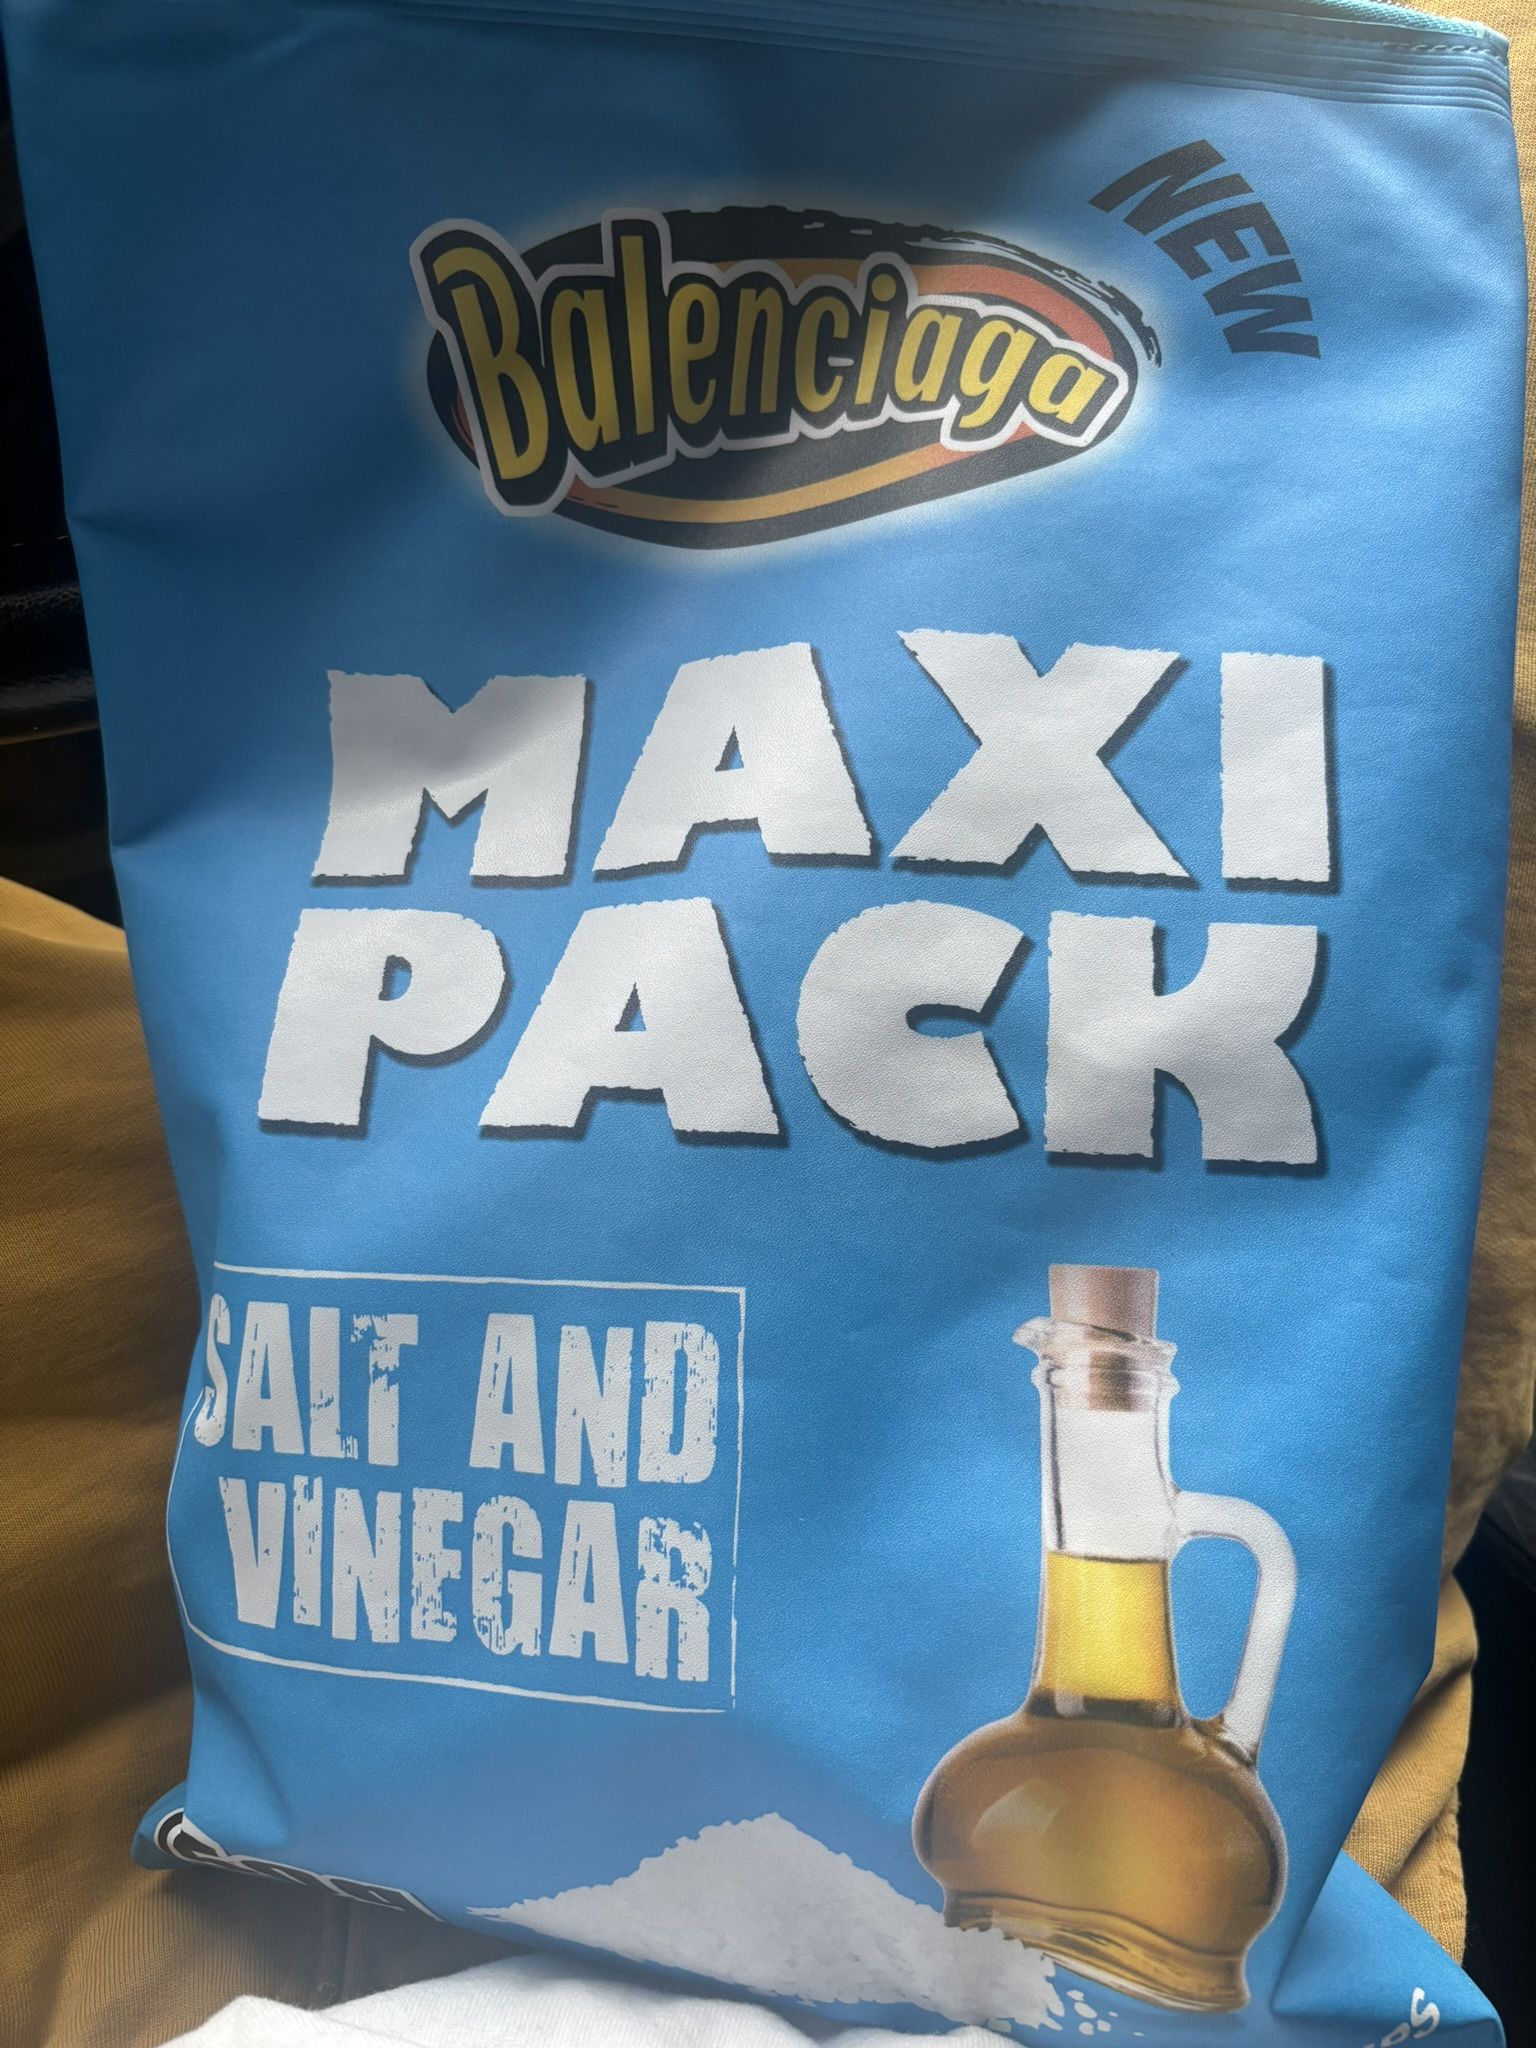 NEW
Balenciaga
MAXI
PACK
SALT AND
VINEGAR